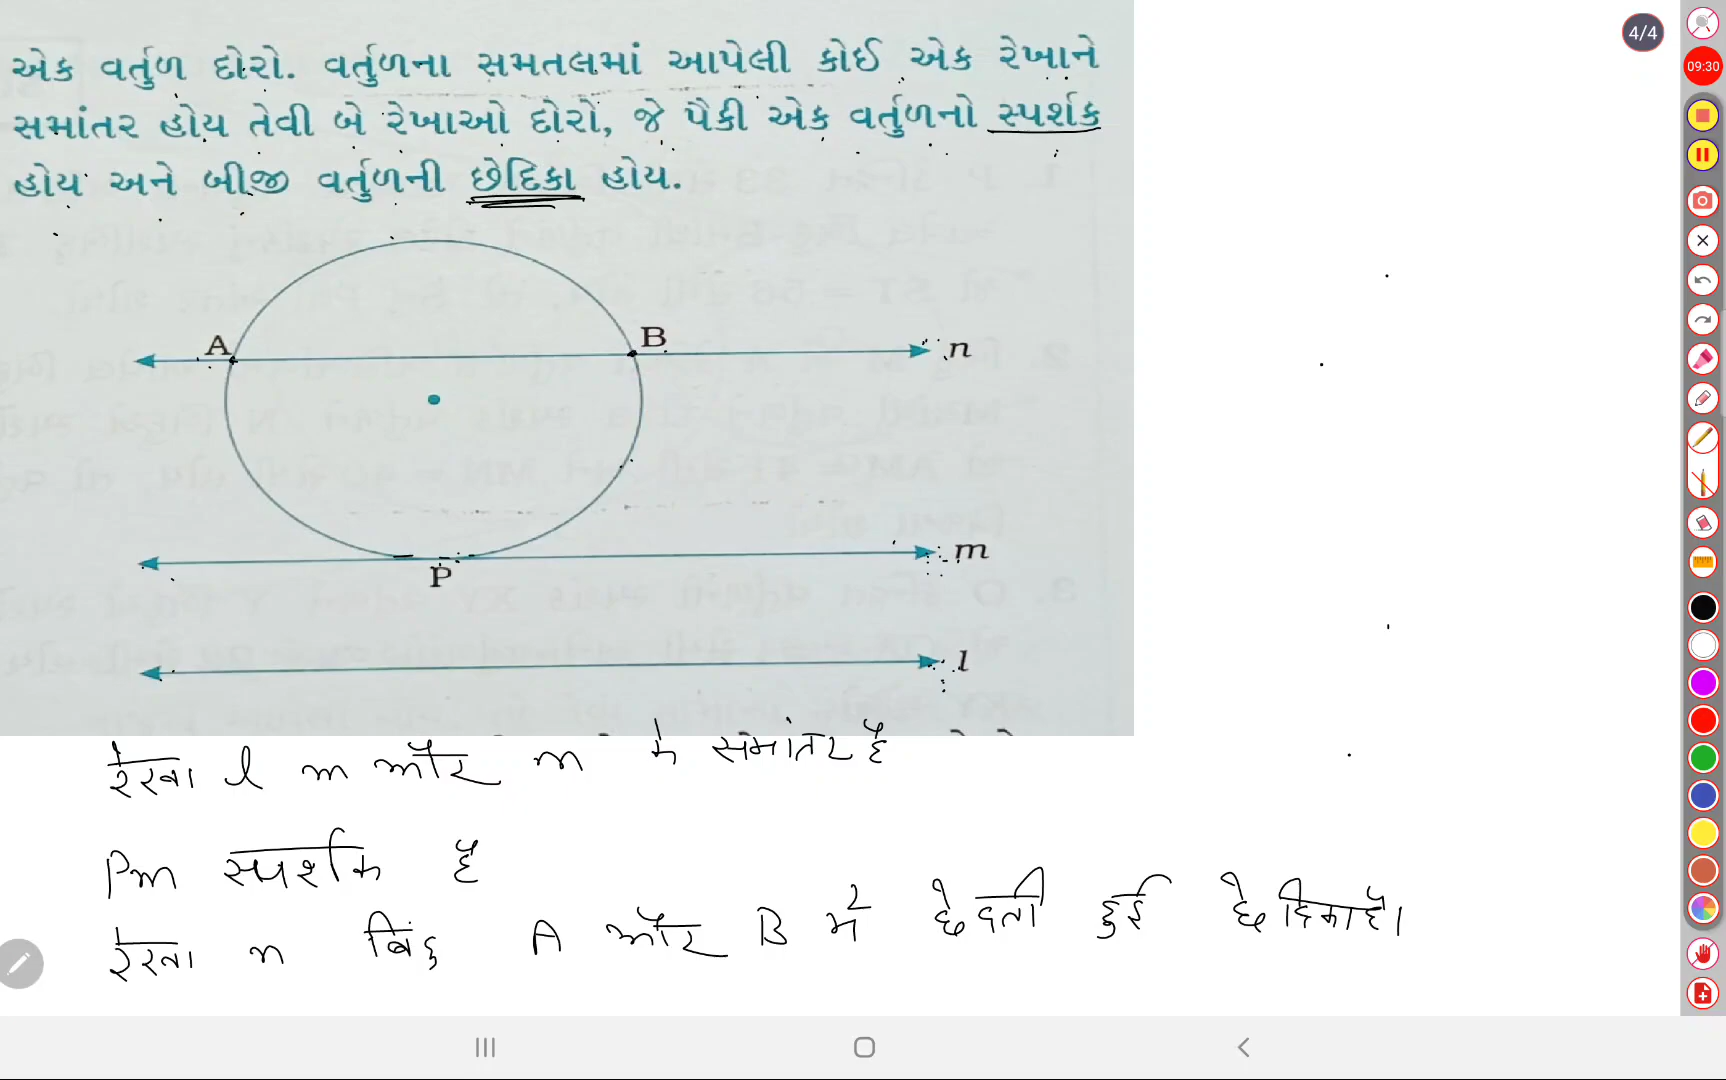 4/4
09:30
એક વર્તુળ દોરો. વર્તુળના સમતલમાં આપેલી કોઈ એક રેખાને
સમાંતર હોય તેવી બે રેખાઓ દોરો, જે પૈકી એક વર્તુળનો સ્પર્શક
હોય અને બીજી વર્તુળની છેદિકા હોય.
A
B
n
m
P
l
रेखा l m और m के समांतर है
Pm स्पर्शक है
रेखा n बिंदु A और B में छेदती हुई छेदिका है।